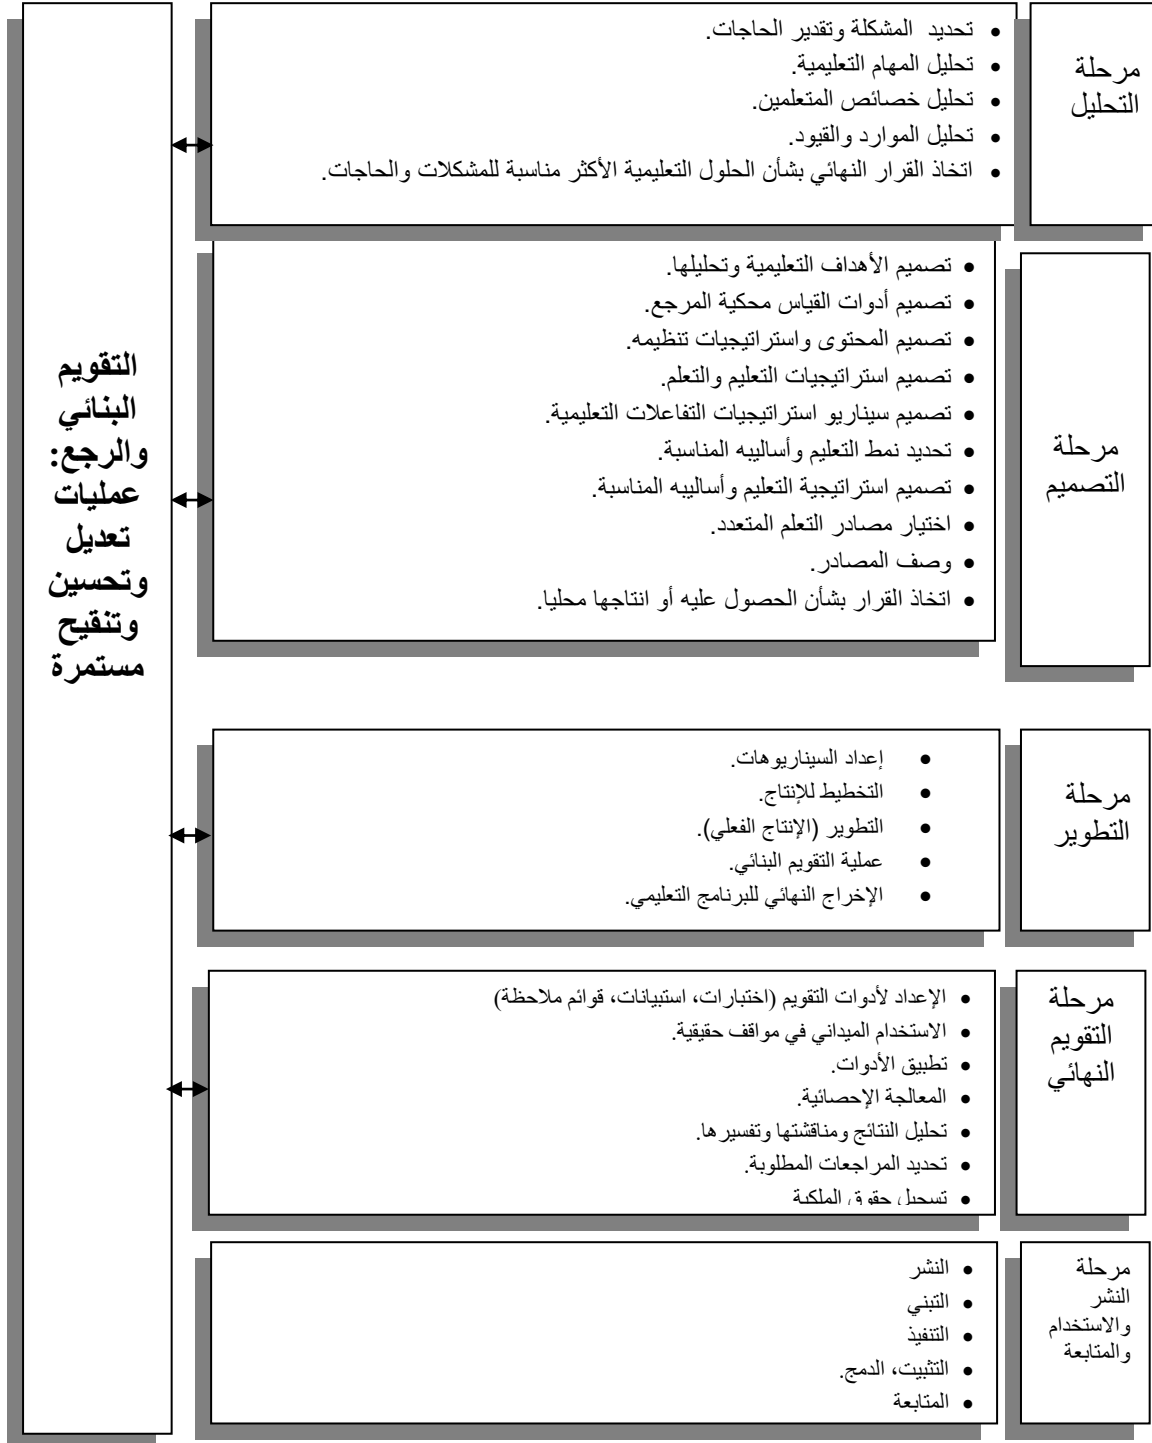 مرحلة
التحليل
تحديد المشكلة وتقدير الحاجات.
تحليل المهام التعليمية.
تحليل خصائص المتعلمين.
تحليل الموارد والقيود.
اتخاذ القرار النهائي بشأن الحلول التعليمية الأكثر مناسبة للمشكلات والحاجات.
مرحلة
التصميم
تصميم الأهداف التعليمية وتحليلها.
تصميم أدوات القياس محكية المرجع.
تصميم المحتوى واستراتيجيات تنظيمه.
تصميم استراتيجيات التعليم والتعلم.
تصميم سيناريو استراتيجيات التفاعلات التعليمية.
تحديد نمط التعليم وأساليبه المناسبة.
تصميم استراتيجية التعليم وأساليبه المناسبة.
اختيار مصادر التعلم المتعدد.
وصف المصادر.
اتخاذ القرار بشأن الحصول عليه أو انتاجها محليا.
مرحلة
التطوير
إعداد السيناريوهات.
التخطيط للإنتاج.
التطوير (الإنتاج الفعلي).
عملية التقويم البنائي.
الإخراج النهائي للبرنامج التعليمي.
مرحلة
التقويم
النهائي
الإعداد لأدوات التقويم (اختبارات، استبيانات، قوائم ملاحظة)
الاستخدام الميداني في مواقف حقيقية.
تطبيق الأدوات.
المعالجة الإحصائية.
تحليل النتائج ومناقشتها وتفسيرها.
تحديد المراجعات المطلوبة.
تسجيل حقوق الملكية
مرحلة
النشر
والاستخدام
والمتابعة
النشر
التبني
التنفيذ
التثبيت، الدمج.
المتابعة
التقويم
البنائي
والرجع:
عمليات
تعديل
وتحسين
وتنقيح
مستمرة